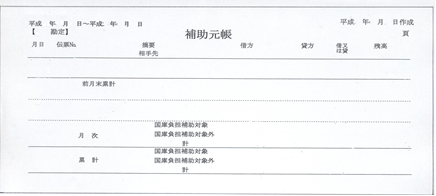 平成 年 月 日~平成 年 月 日 補助元帳 平成 年 月 日作成
【 勘定】 頁
月日 伝票No. 摘要 借方 貸方 借又は貸 残高
相手先
前月末累計
国庫負担補助対象
月 次 国庫負担補助対象外
計
国庫負担補助対象
累 計 国庫負担補助対象外
計